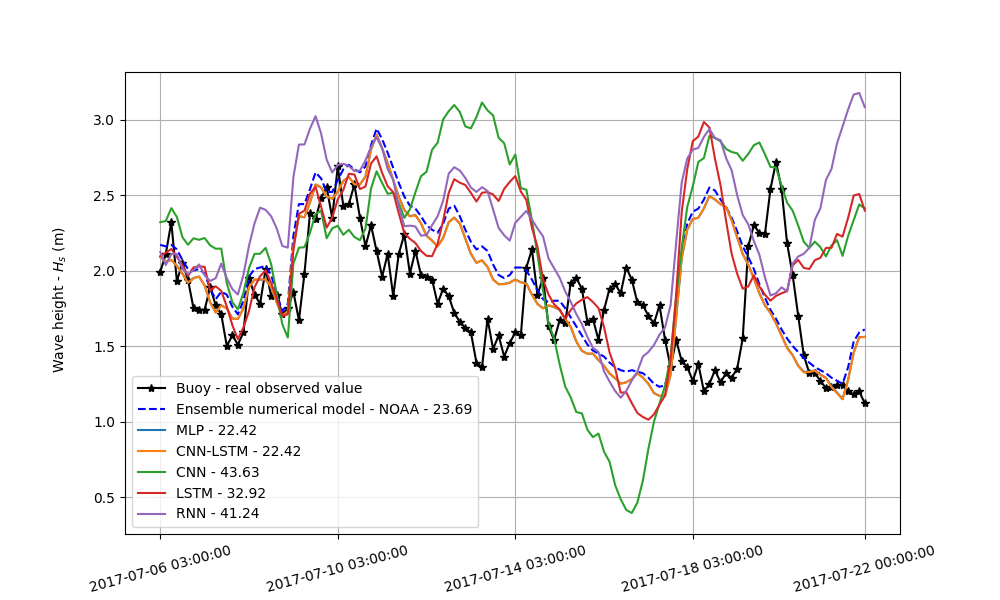 3.0
2.5
2.0
1.5
1.0
0.5
Wave height - Hs (m)
Buoy - real observed value
Ensemble numerical model - NOAA - 23.69
MLP - 22.42
CNN-LSTM - 22.42
CNN - 43.63
LSTM - 32.92
RNN - 41.24
2017-07-06 03:00:00
2017-07-10 03:00:00
2017-07-14 03:00:00
2017-07-18 03:00:00
2017-07-22 00:00:00